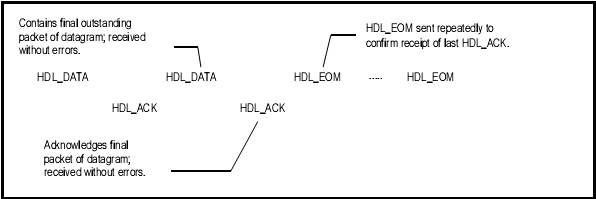 Contains final outstanding
packet of datagram; received
without errors.
HDL_EOM sent repeatedly to
confirm receipt of last HDL_ACK.
HDL_DATA HDL_DATA HDL_EOM ..... HDL_EOM
HDL_ACK HDL_ACK
Acknowledges final
packet of datagram;
received without errors.